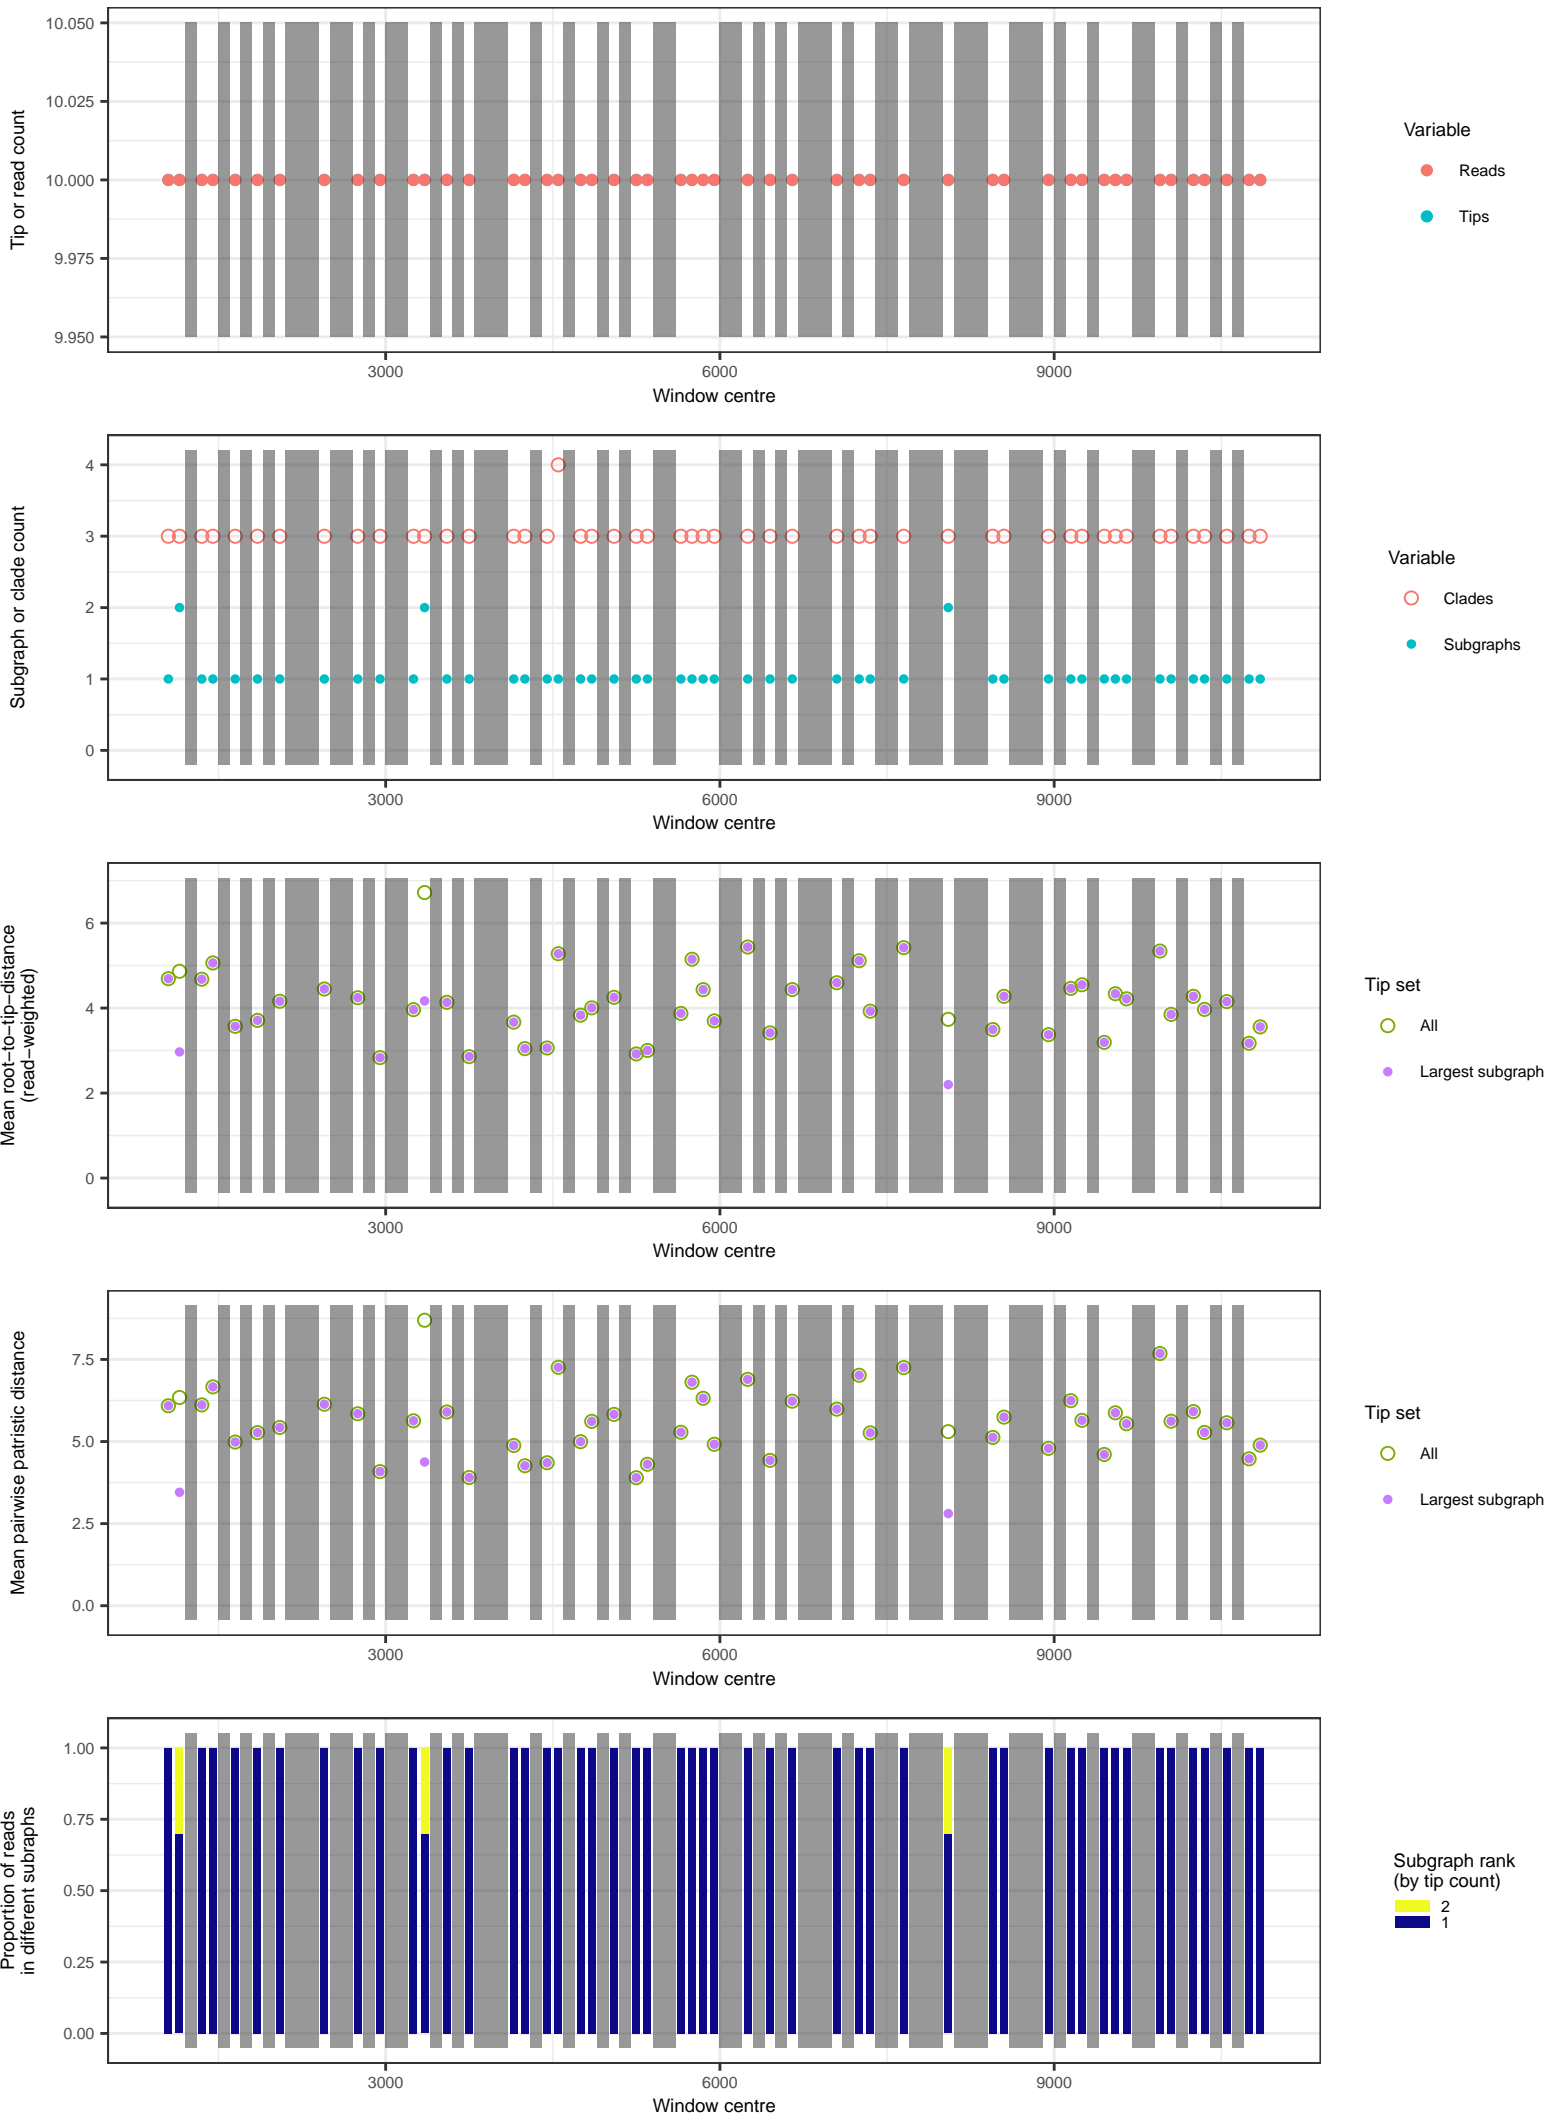 10.050
10.025
10.000
9.975
9.950
Tip or read count
3000
6000
9000
Window centre
Variable
Reads
Tips
4
3
2
1
0
Subgraph or clade count
3000
6000
9000
Window centre
Variable
Clades
Subgraphs
6
4
2
0
Mean root−to−tip−distance
(read−weighted)
3000
6000
9000
Window centre
Tip set
All
Largest subgraph
7.5
5.0
2.5
0.0
Mean pairwise patristic distance
3000
6000
9000
Window centre
Tip set
All
Largest subgraph
1.00
0.75
0.50
0.25
0.00
Proportion of reads
in different subraphs
3000
6000
9000
Window centre
Subgraph rank
(by tip count)
2
1